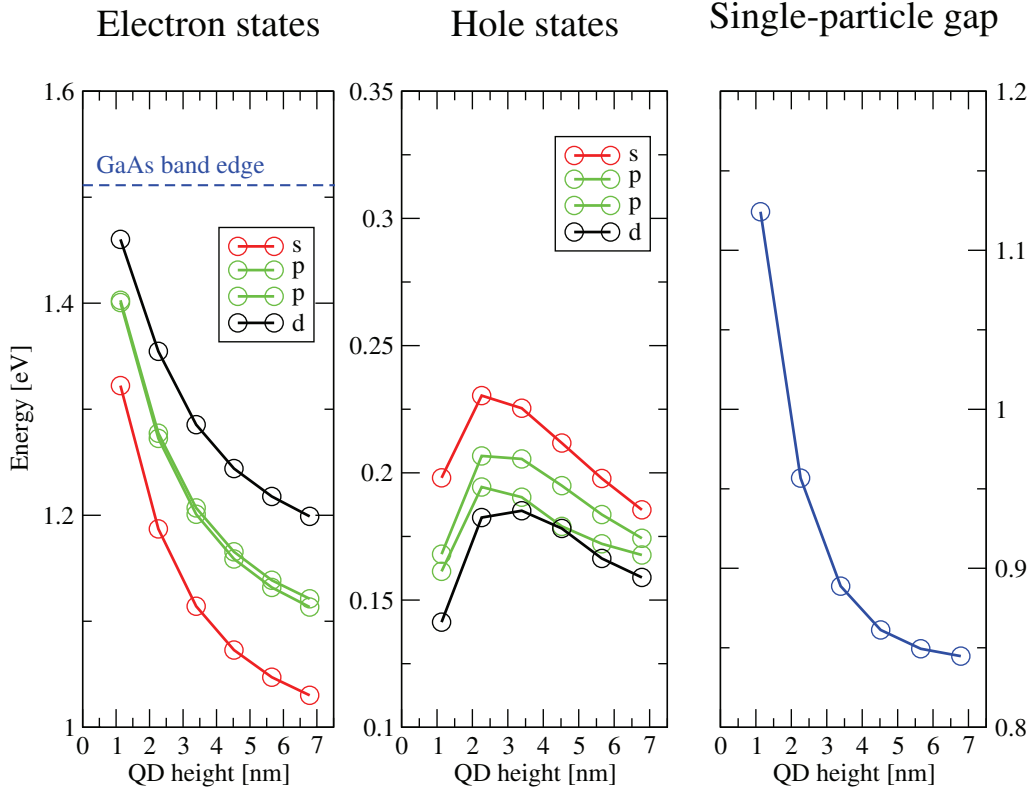 Electron states
Hole states
Single-particle gap
Energy [eV]
1.6
1.4
1.2
1
GaAs band edge
s
p
p
d
0 1 2 3 4 5 6 7
QD height [nm]
0.35
0.3
0.25
0.2
0.15
0.1
s
p
p
d
0 1 2 3 4 5 6 7
QD height [nm]
1.2
1.1
1
0.9
0.8
0 1 2 3 4 5 6 7
QD height [nm]